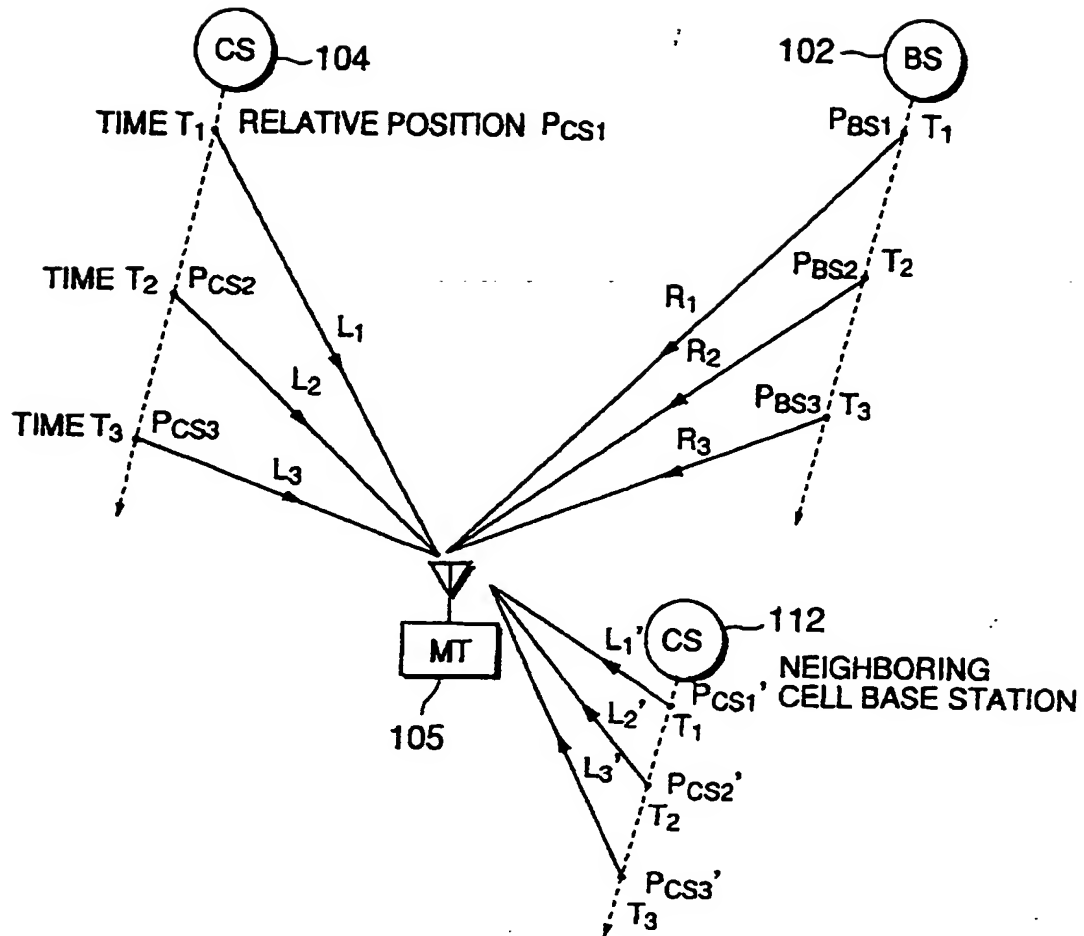 CS
104
102
BS
TIME T1 RELATIVE POSITION PCS1
PBS1
T1
TIME T2
PCS2
PBS2
T2
L1
R1
L2
R2
TIME T3
PCS3
PBS3
T3
L3
R3
MT
105
CS
112
NEIGHBORING
CELL BASE STATION
L1'
PCS1'
T1
L2'
L3'
PCS2'
T2
PCS3'
T3